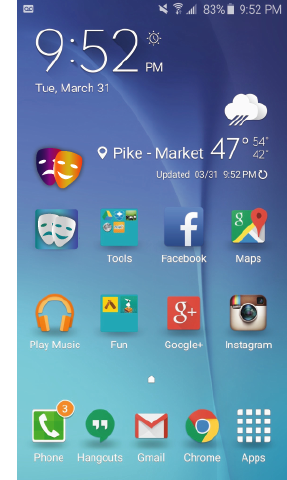 83% 9:52 PM
9:52 PM
Tue, March 31
Pike - Market 47° 54°
42°
Updated 03/31 9:52 PM
Tools
Facebook
Maps
Play Music
Fun
Google+
Instagram
3
Phone
Hangouts
Gmail
Chrome
Apps